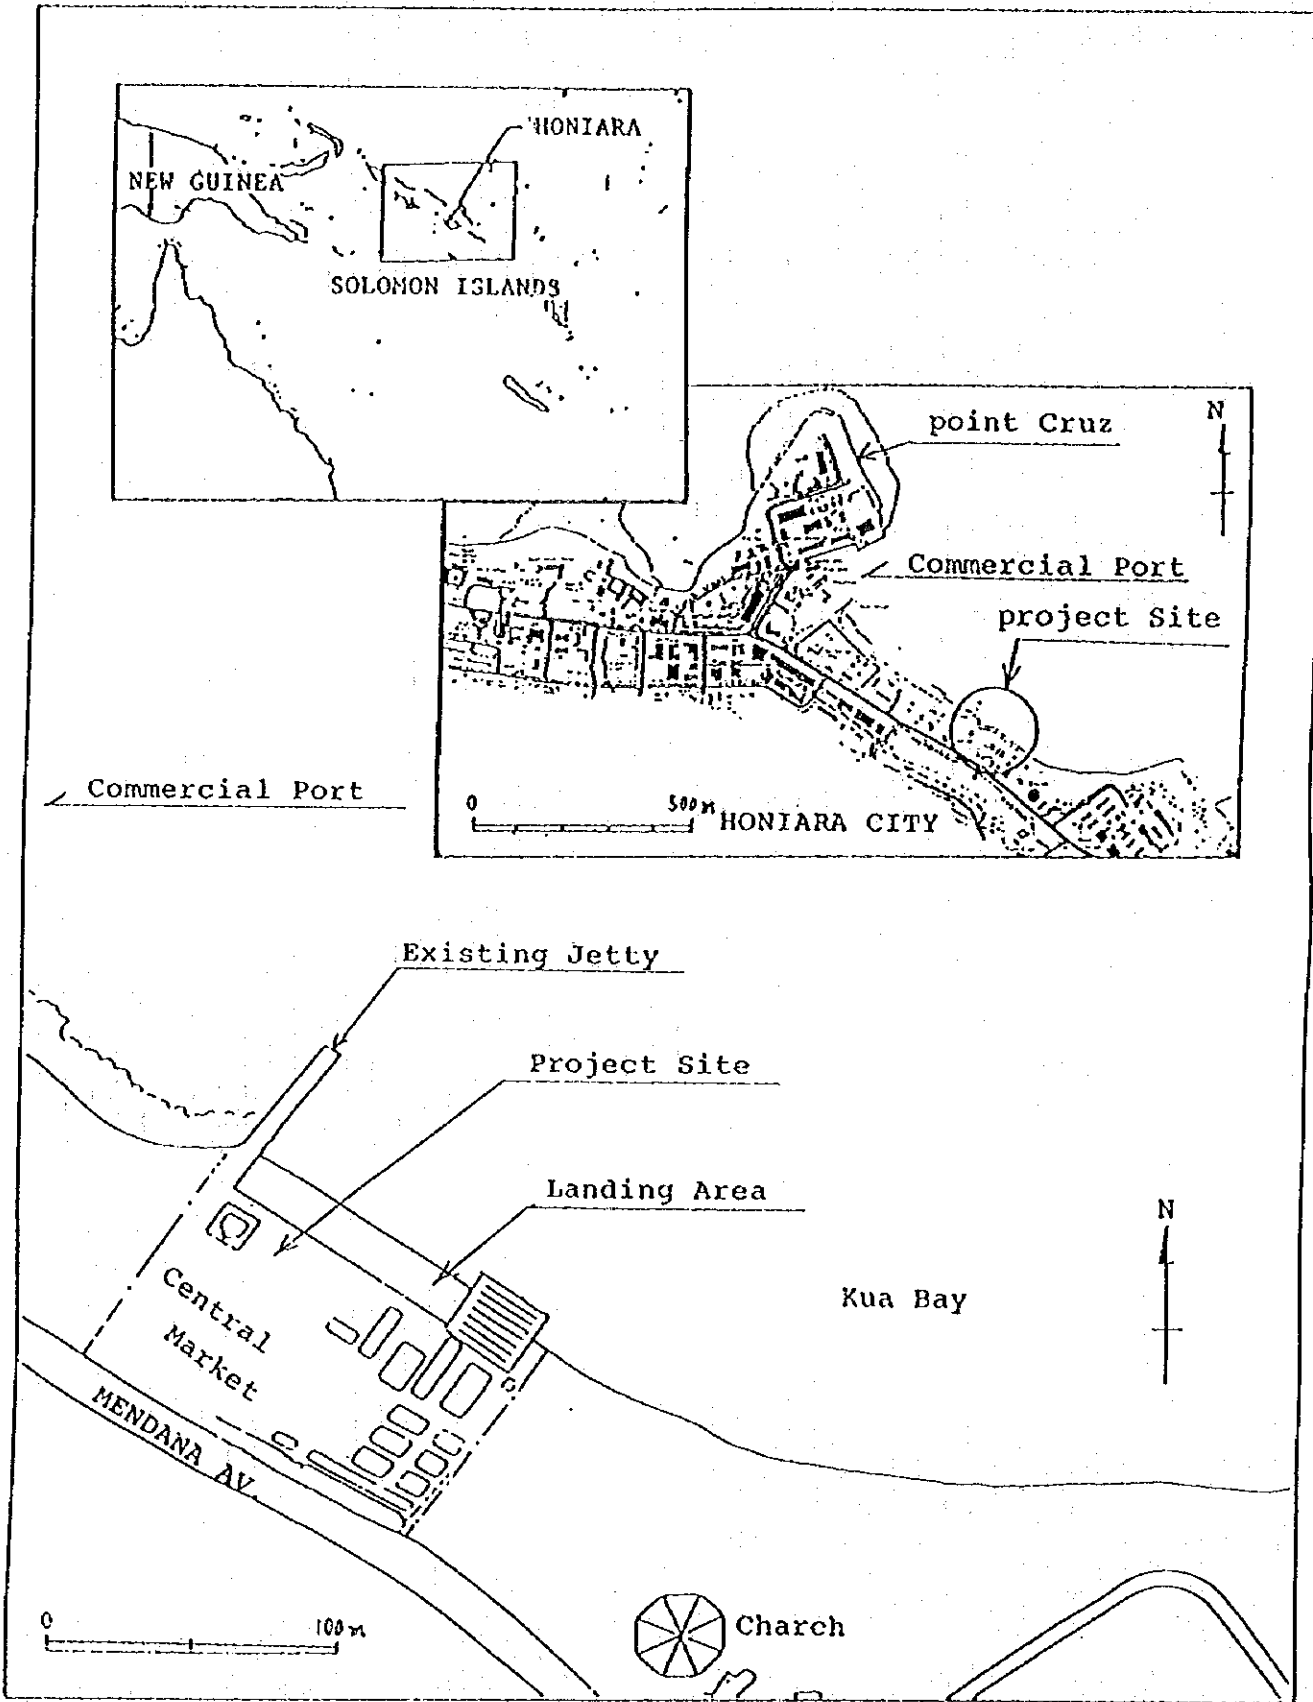 HONIARA
NEW GUINEA
SOLOMON ISLANDS
point Cruz
N
Commercial Port
project Site
0 500m
HONIARA CITY
Commercial Port
Existing Jetty
Project Site
Landing Area
N
Kua Bay
Central
Market
MENDANA AV.
0 100m
Charch